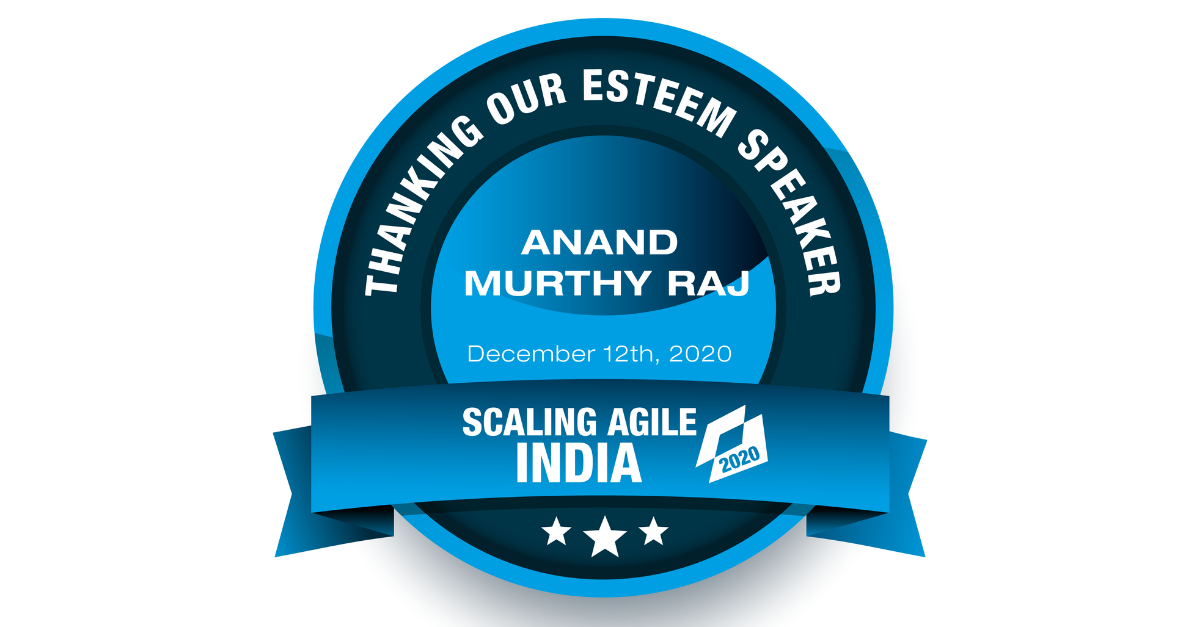 THANKING OUR ESTEEM SPEAKER
ANAND
MURTHY RAJ
December 12th, 2020
SCALING AGILE
INDIA
2020